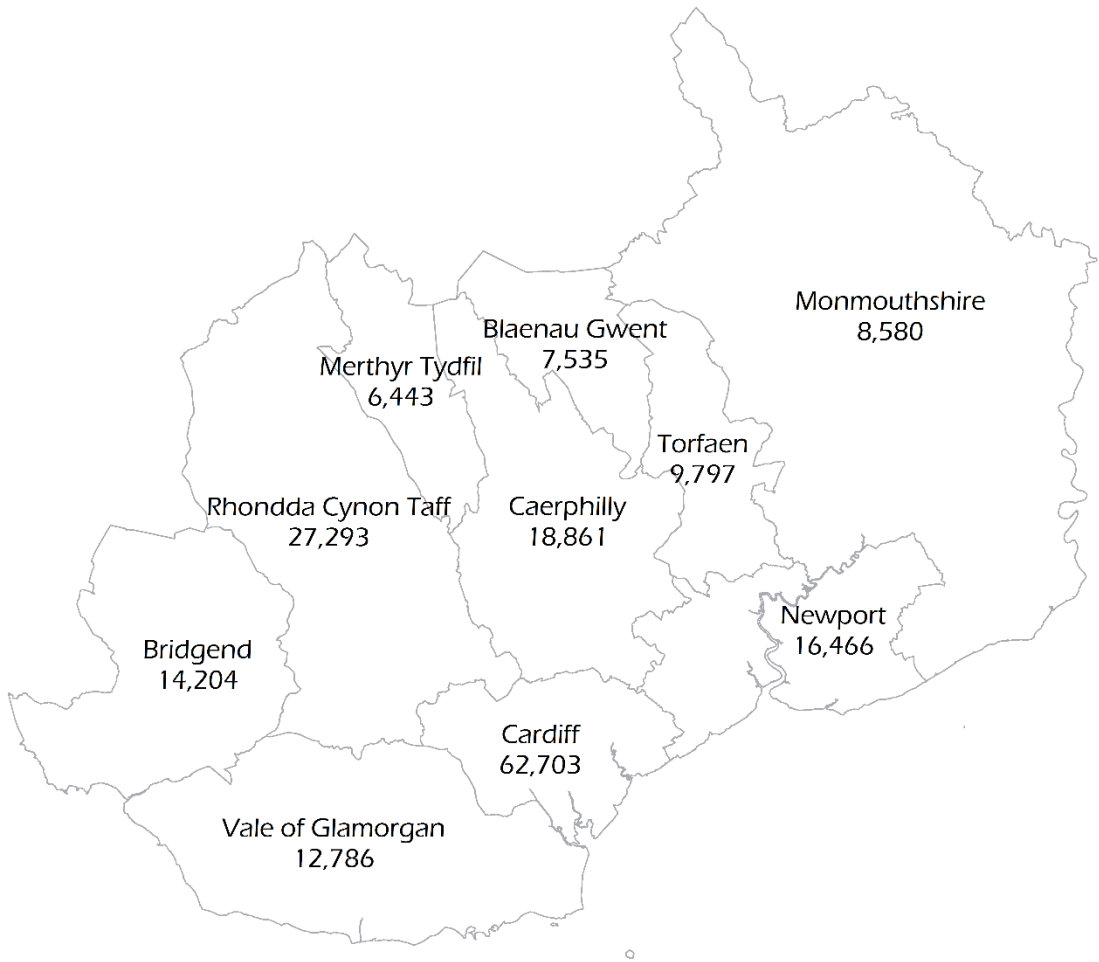 Monmouthshire
8,580
Blaenau Gwent
7,535
Merthyr Tydfil
6,443
Torfaen
9,797
Rhondda Cynon Taff
27,293
Caerphilly
18,861
Newport
16,466
Bridgend
14,204
Cardiff
62,703
Vale of Glamorgan
12,786